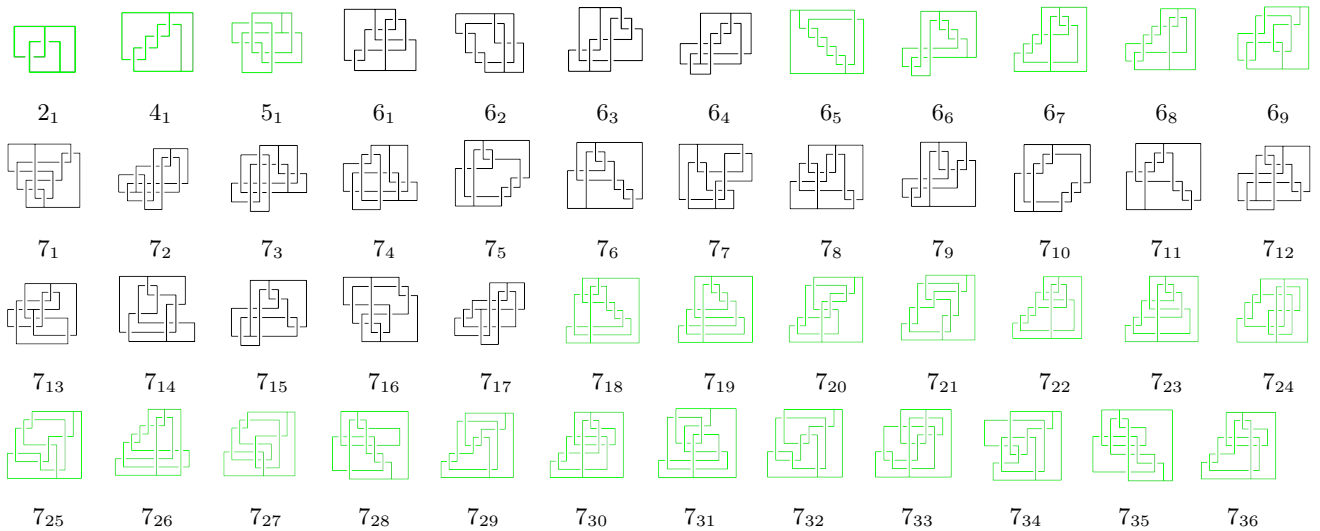 2₁ 4₁ 5₁ 6₁ 6₂ 6₃ 6₄ 6₅ 6₆ 6₇ 6₈ 6₉
7₁ 7₂ 7₃ 7₄ 7₅ 7₆ 7₇ 7₈ 7₉ 7₁₀ 7₁₁ 7₁₂
7₁₃ 7₁₄ 7₁₅ 7₁₆ 7₁₇ 7₁₈ 7₁₉ 7₂₀ 7₂₁ 7₂₂ 7₂₃ 7₂₄
7₂₅ 7₂₆ 7₂₇ 7₂₈ 7₂₉ 7₃₀ 7₃₁ 7₃₂ 7₃₃ 7₃₄ 7₃₅ 7₃₆